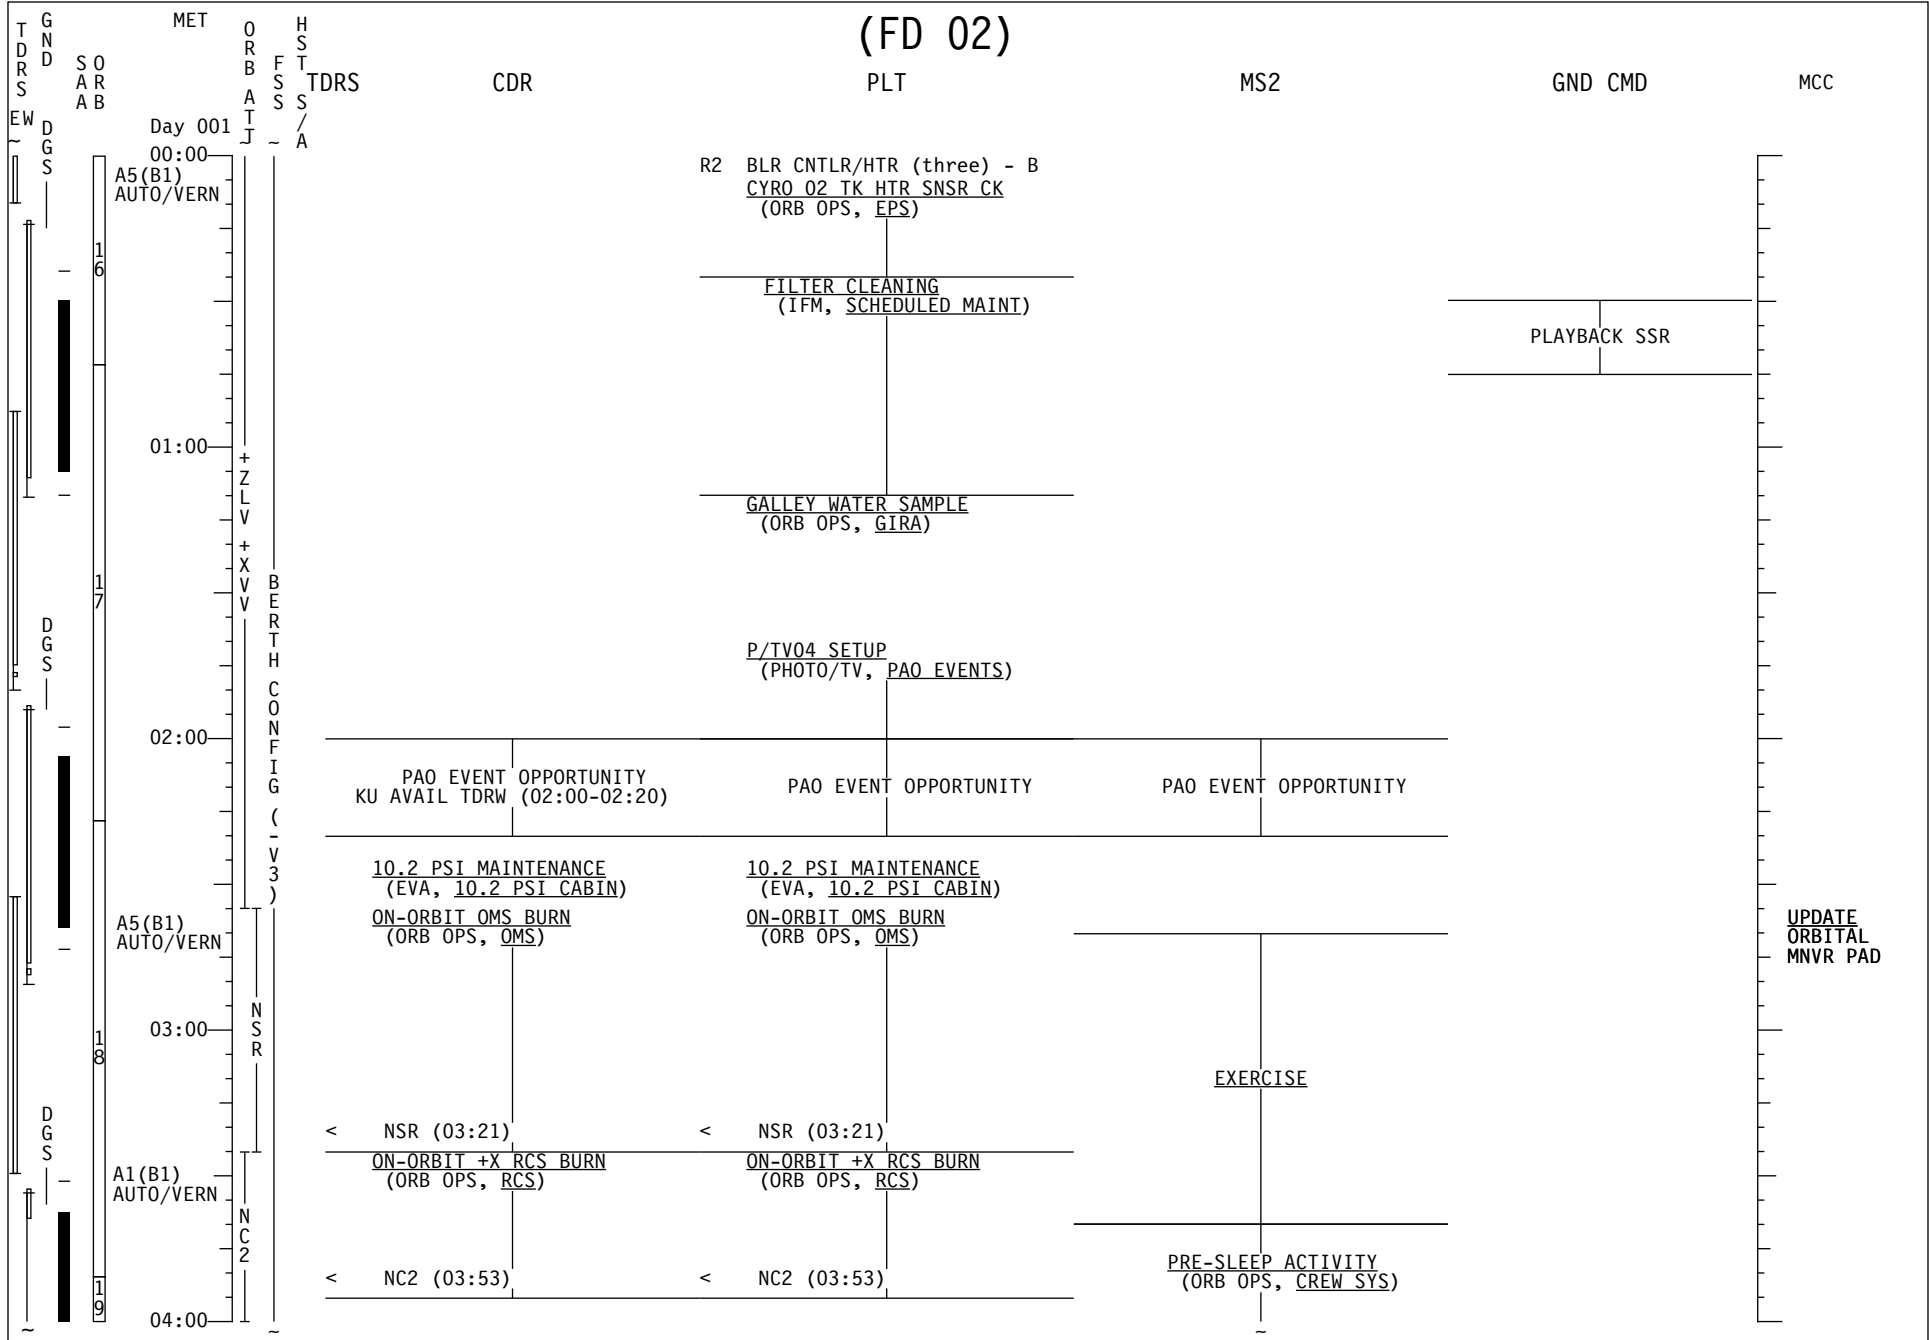 (FD 02)
TDRS EW
GND
SAA
ORB
MET
ORB ATT
FSS
HST S/A
TDRS
CDR
PLT
MS2
GND CMD
MCC
~
DGS
Day 001
~
~
00:00
A5(B1)
AUTO/VERN
R2 BLR CNTLR/HTR (three) - B
CYRO O2 TK HTR SNSR CK
(ORB OPS, EPS)
16
FILTER CLEANING
(IFM, SCHEDULED MAINT)
PLAYBACK SSR
01:00
+ZLV +XVV
GALLEY WATER SAMPLE
(ORB OPS, GIRA)
17
BERTH CONFIG (-V3)
DGS
P/TV04 SETUP
(PHOTO/TV, PAO EVENTS)
02:00
PAO EVENT OPPORTUNITY
KU AVAIL TDRW (02:00-02:20)
PAO EVENT OPPORTUNITY
PAO EVENT OPPORTUNITY
10.2 PSI MAINTENANCE
(EVA, 10.2 PSI CABIN)
10.2 PSI MAINTENANCE
(EVA, 10.2 PSI CABIN)
A5(B1)
AUTO/VERN
ON-ORBIT OMS BURN
(ORB OPS, OMS)
ON-ORBIT OMS BURN
(ORB OPS, OMS)
UPDATE
ORBITAL
MNVR PAD
NSR
03:00
18
EXERCISE
DGS
< NSR (03:21)
< NSR (03:21)
A1(B1)
AUTO/VERN
ON-ORBIT +X RCS BURN
(ORB OPS, RCS)
ON-ORBIT +X RCS BURN
(ORB OPS, RCS)
NC2
PRE-SLEEP ACTIVITY
(ORB OPS, CREW SYS)
< NC2 (03:53)
< NC2 (03:53)
19
04:00
~
~
~